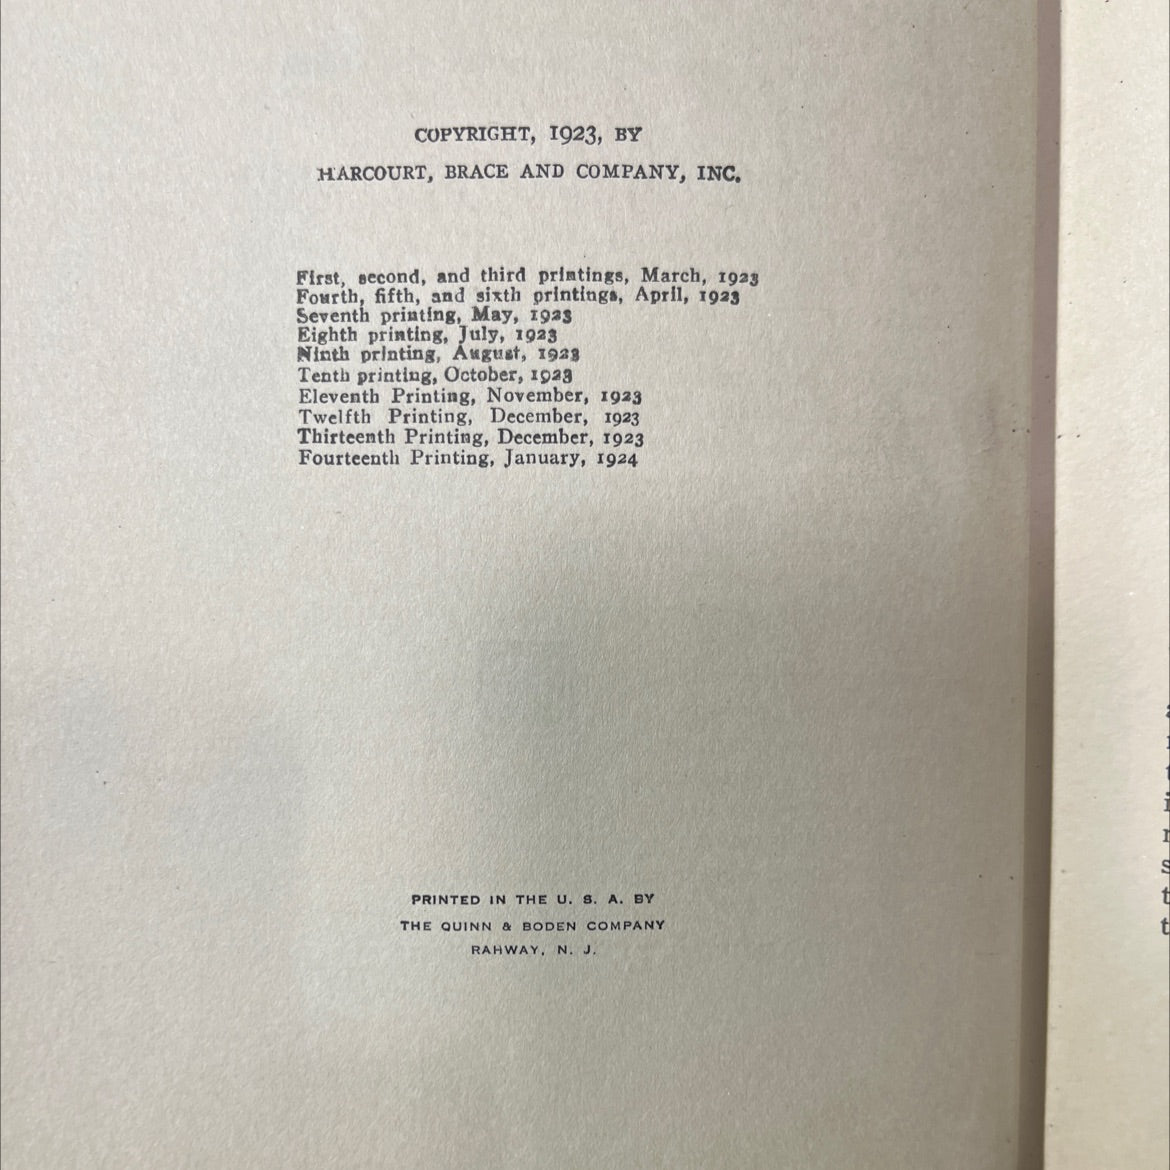 COPYRIGHT, 1923, BY
HARCOURT, BRACE AND COMPANY, INC.
First, second, and third printings, March, 1923
Fourth, fifth, and sixth printings, April, 1923
Seventh printing, May, 1923
Eighth printing, July, 1923
Ninth printing, August, 1923
Tenth printing, October, 1923
Eleventh Printing, November, 1923
Twelfth Printing, December, 1923
Thirteenth Printing, December, 1923
Fourteenth Printing, January, 1924
PRINTED IN THE U. S. A. BY
THE QUINN & BODEN COMPANY
RAHWAY, N. J.